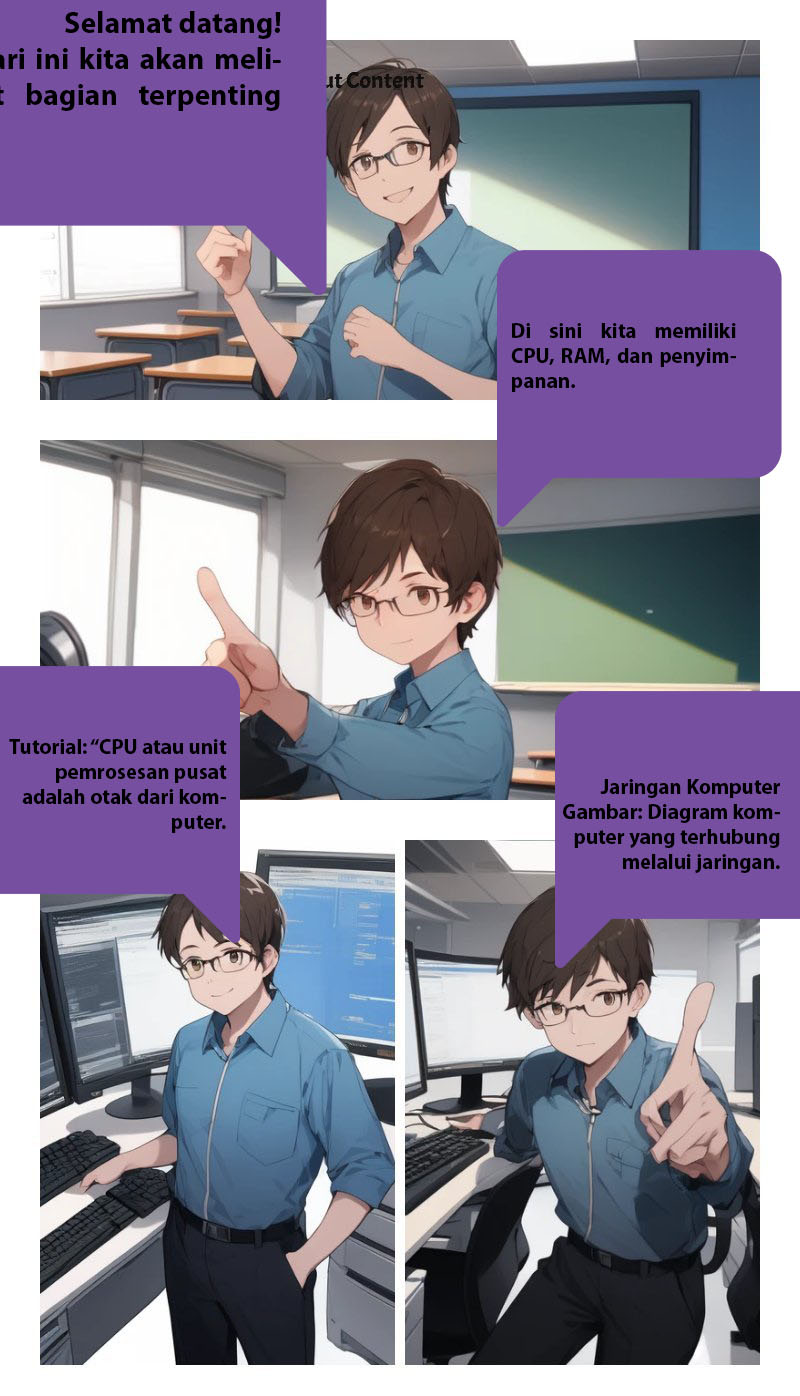 Selamat datang!
ari ini kita akan meli-
t bagian terpenting
ut Content
Di sini kita memiliki
CPU, RAM, dan penyim-
panan.
Tutorial: “CPU atau unit
pemrosesan pusat
adalah otak dari kom-
puter.
Jaringan Komputer
Gambar: Diagram kom-
puter yang terhubung
melalui jaringan.